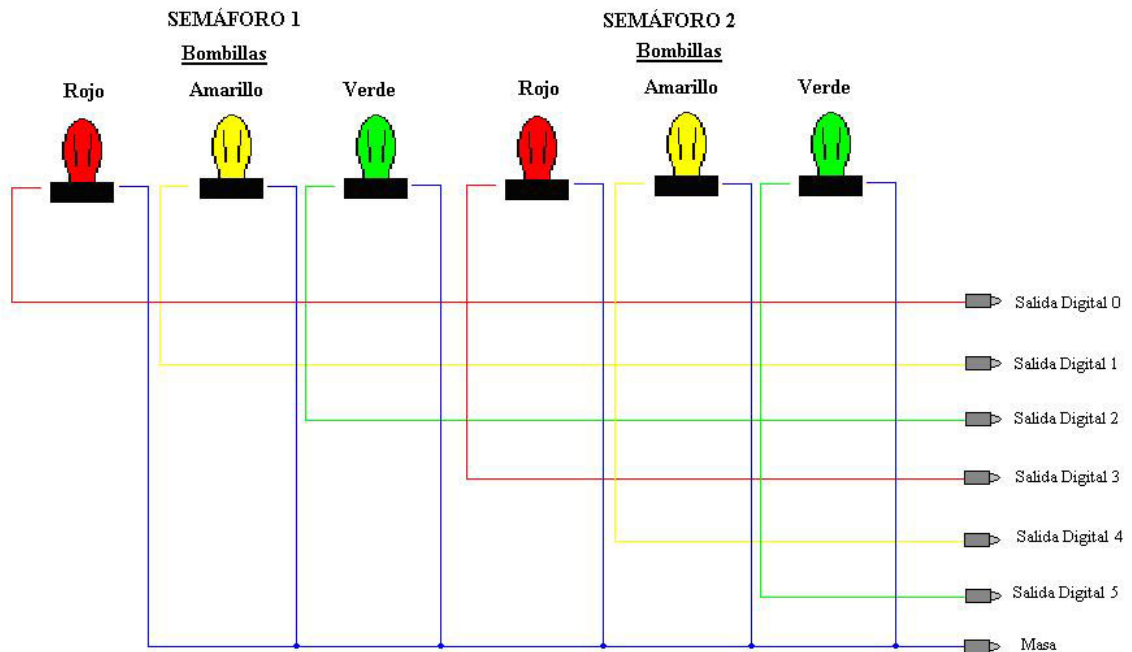 SEMÁFORO 1
Bombillas
Rojo
Amarillo
Verde
SEMÁFORO 2
Bombillas
Rojo
Amarillo
Verde
Salida Digital 0
Salida Digital 1
Salida Digital 2
Salida Digital 3
Salida Digital 4
Salida Digital 5
Masa